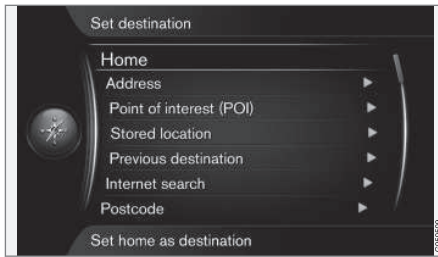 Set destination
Home
Address
Point of interest (POI)
Stored location
Previous destination
Internet search
Postcode
Set home as destination